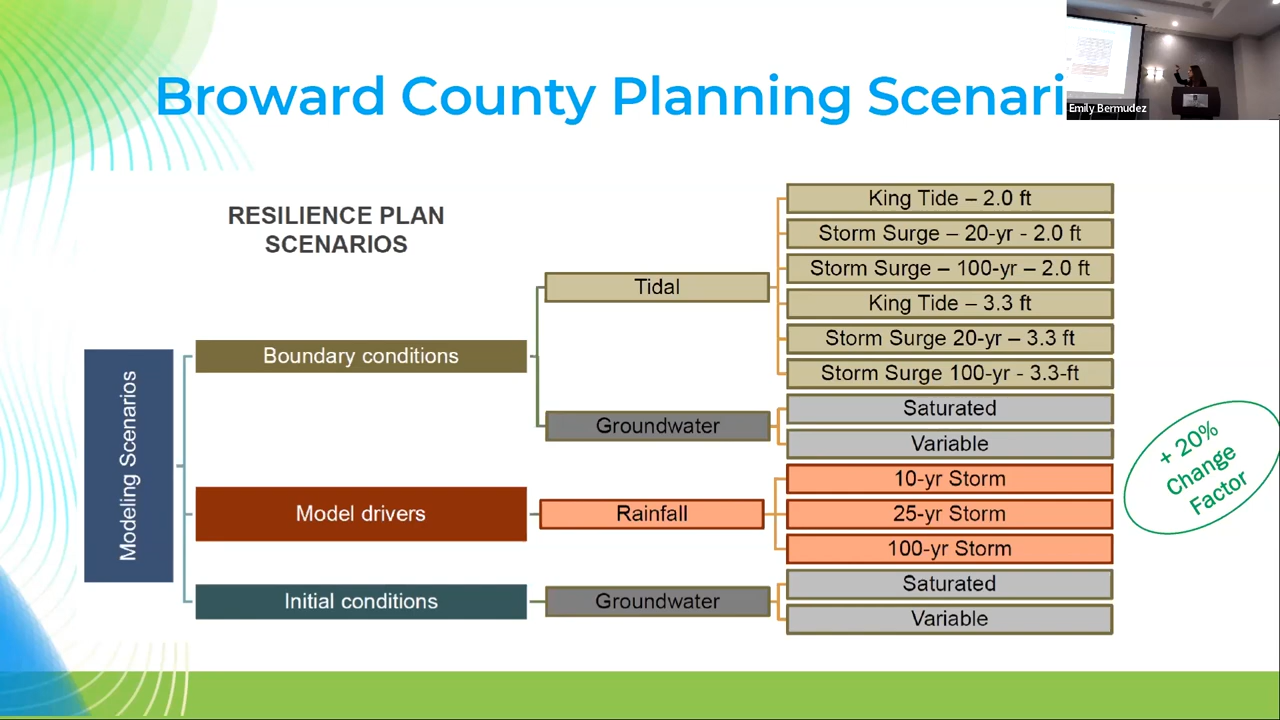 Broward County Planning Scenari
Emily Bermudez
RESILIENCE PLAN
SCENARIOS
Modeling Scenarios
Boundary conditions
Tidal
King Tide – 2.0 ft
Storm Surge – 20-yr - 2.0 ft
Storm Surge – 100-yr – 2.0 ft
King Tide – 3.3 ft
Storm Surge 20-yr – 3.3 ft
Storm Surge 100-yr - 3.3-ft
Groundwater
Saturated
Variable
Model drivers
Rainfall
10-yr Storm
25-yr Storm
100-yr Storm
+ 20%
Change
Factor
Initial conditions
Groundwater
Saturated
Variable